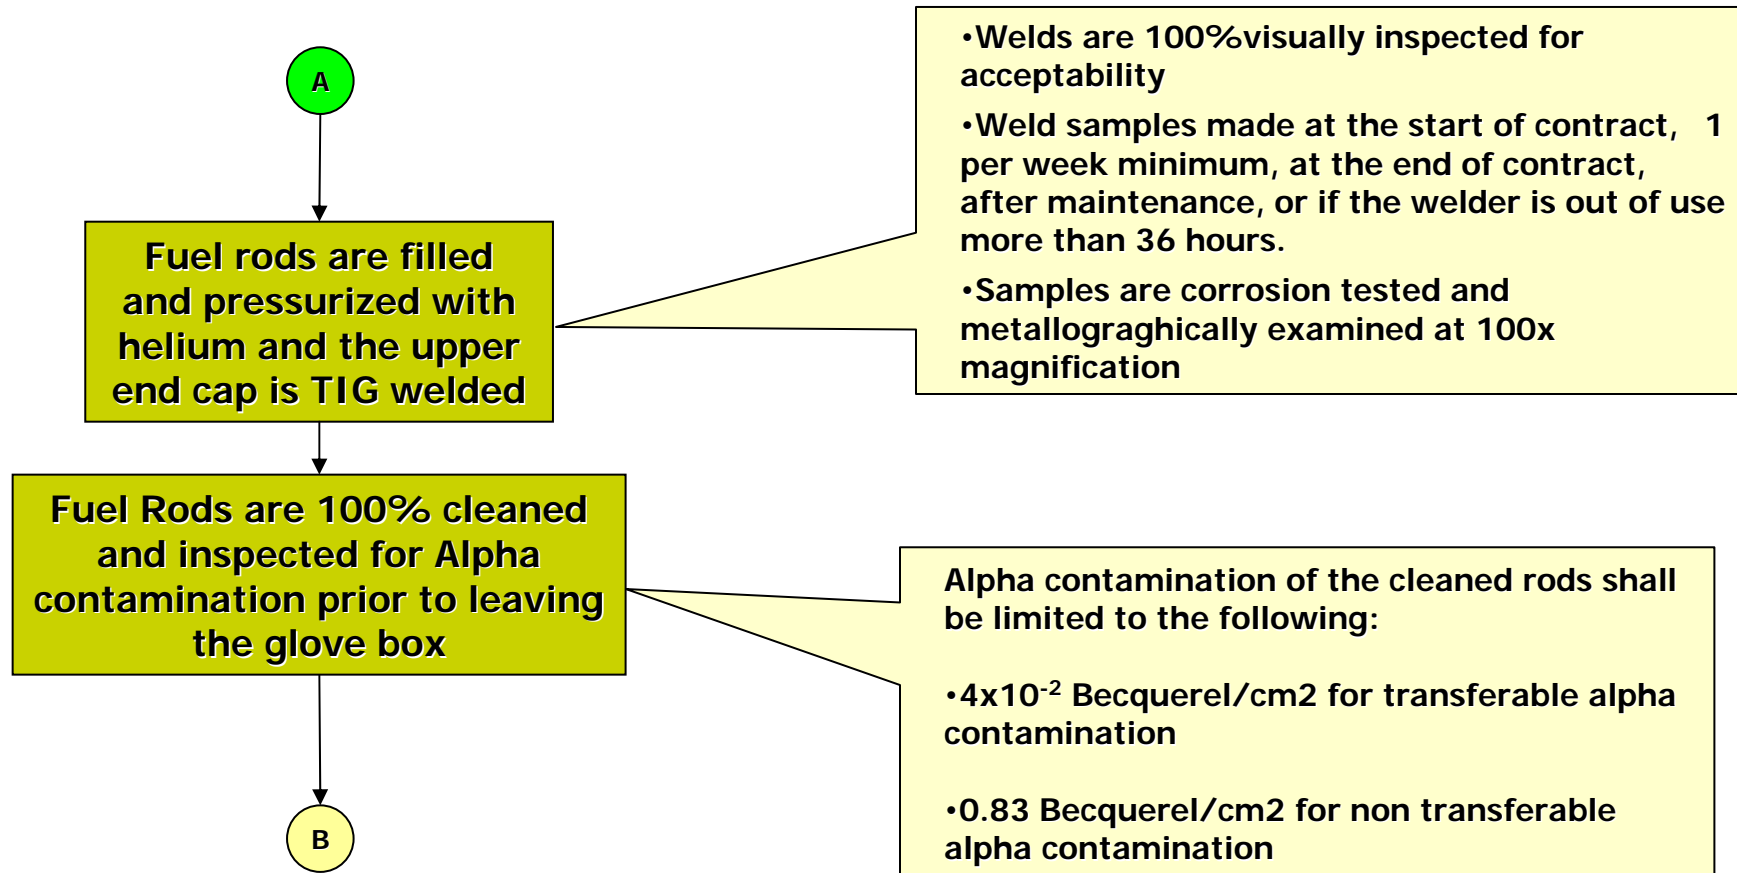 A
•Welds are 100%visually inspected for
acceptability
•Weld samples made at the start of contract, 1
per week minimum, at the end of contract,
after maintenance, or if the welder is out of use
more than 36 hours.
•Samples are corrosion tested and
metallograghically examined at 100x
magnification
Fuel rods are filled
and pressurized with
helium and the upper
end cap is TIG welded
Fuel Rods are 100% cleaned
and inspected for Alpha
contamination prior to leaving
the glove box
Alpha contamination of the cleaned rods shall
be limited to the following:
•4x10⁻² Becquerel/cm2 for transferable alpha
contamination
•0.83 Becquerel/cm2 for non transferable
alpha contamination
B